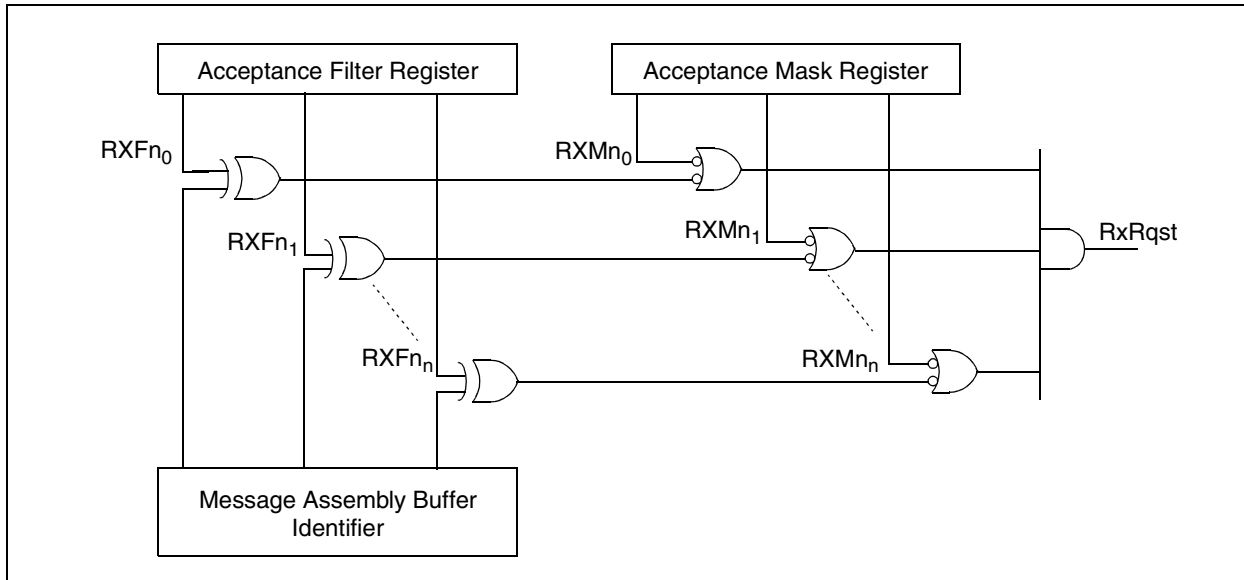 Acceptance Filter Register
Acceptance Mask Register
RXFn₀
RXMn₀
RXFn₁
RXMn₁
RxRqst
RXFnₙ
RXMnₙ
Message Assembly Buffer
Identifier